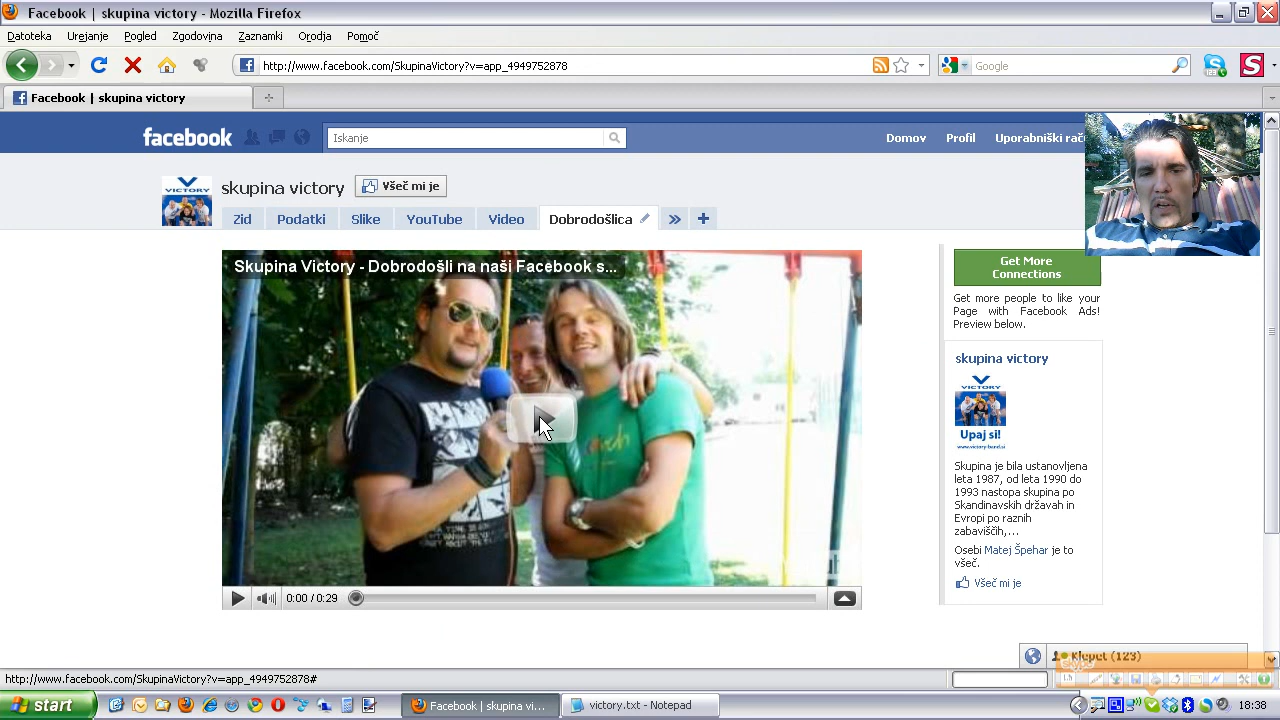 Facebook | skupina victory - Mozilla Firefox
Datoteka Urejanje Pogled Zgodovina Zaznamki Orodja Pomoč
http://www.facebook.com/SkupinaVictory?v=app_4949752878
Google
Facebook | skupina victory
facebook
Iskanje
Domov Profil Uporabniški rač
VICTORY
skupina victory
Všeč mi je
Zid Podatki Slike YouTube Video Dobrodošlica
Skupina Victory - Dobrodošli na naši Facebook s...
0:00 / 0:29
Get More
Connections
Get more people to like your
Page with Facebook Ads!
Preview below.
skupina victory
VICTORY
Upaj si!
www.victory-band.si
Skupina je bila ustanovljena
leta 1987, od leta 1990 do
1993 nastopa skupina po
Skandinavskih državah in
Evropi po raznih
zabaviščih,...
Osebi Matej Špehar je to
všeč.
Všeč mi je
Klepet (123)
http://www.facebook.com/SkupinaVictory?v=app_4949752878#
start
Facebook | skupina vi...
victory.txt - Notepad
18:38